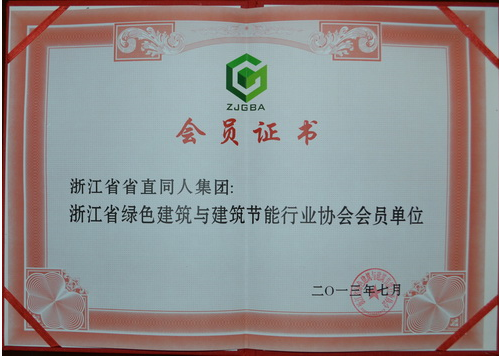 ZJGBA
会员证书
浙江省省直同人集团:
浙江省绿色建筑与建筑节能行业协会会员单位
二〇一三年七月